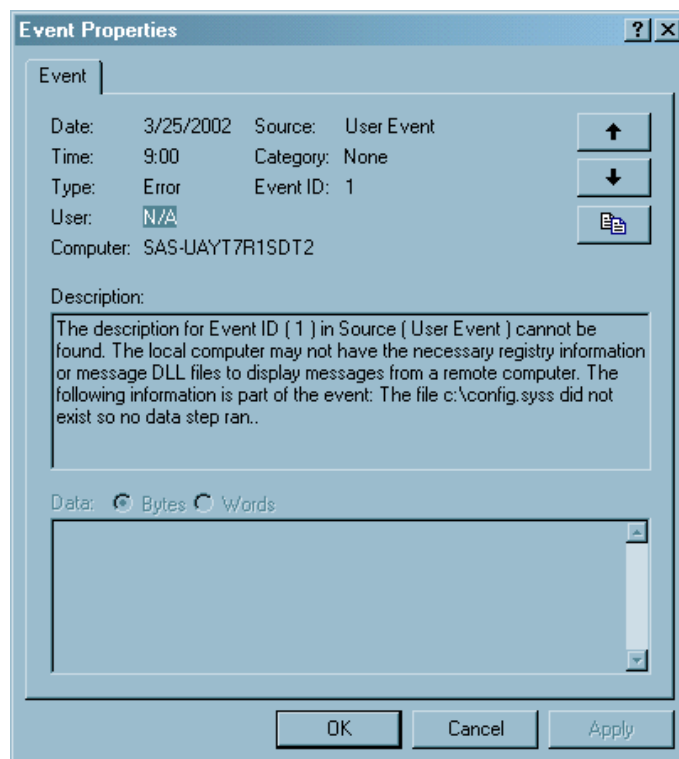 Event Properties
Event
Date: 3/25/2002 Source: User Event
Time: 9:00 Category: None
Type: Error Event ID: 1
User: N/A
Computer: SAS-UAYT7R1SDT2
Description:
The description for Event ID ( 1 ) in Source ( User Event ) cannot be
found. The local computer may not have the necessary registry information
or message DLL files to display messages from a remote computer. The
following information is part of the event: The file c:\config.syss did not
exist so no data step ran..
Data: Bytes Words
OK Cancel Apply